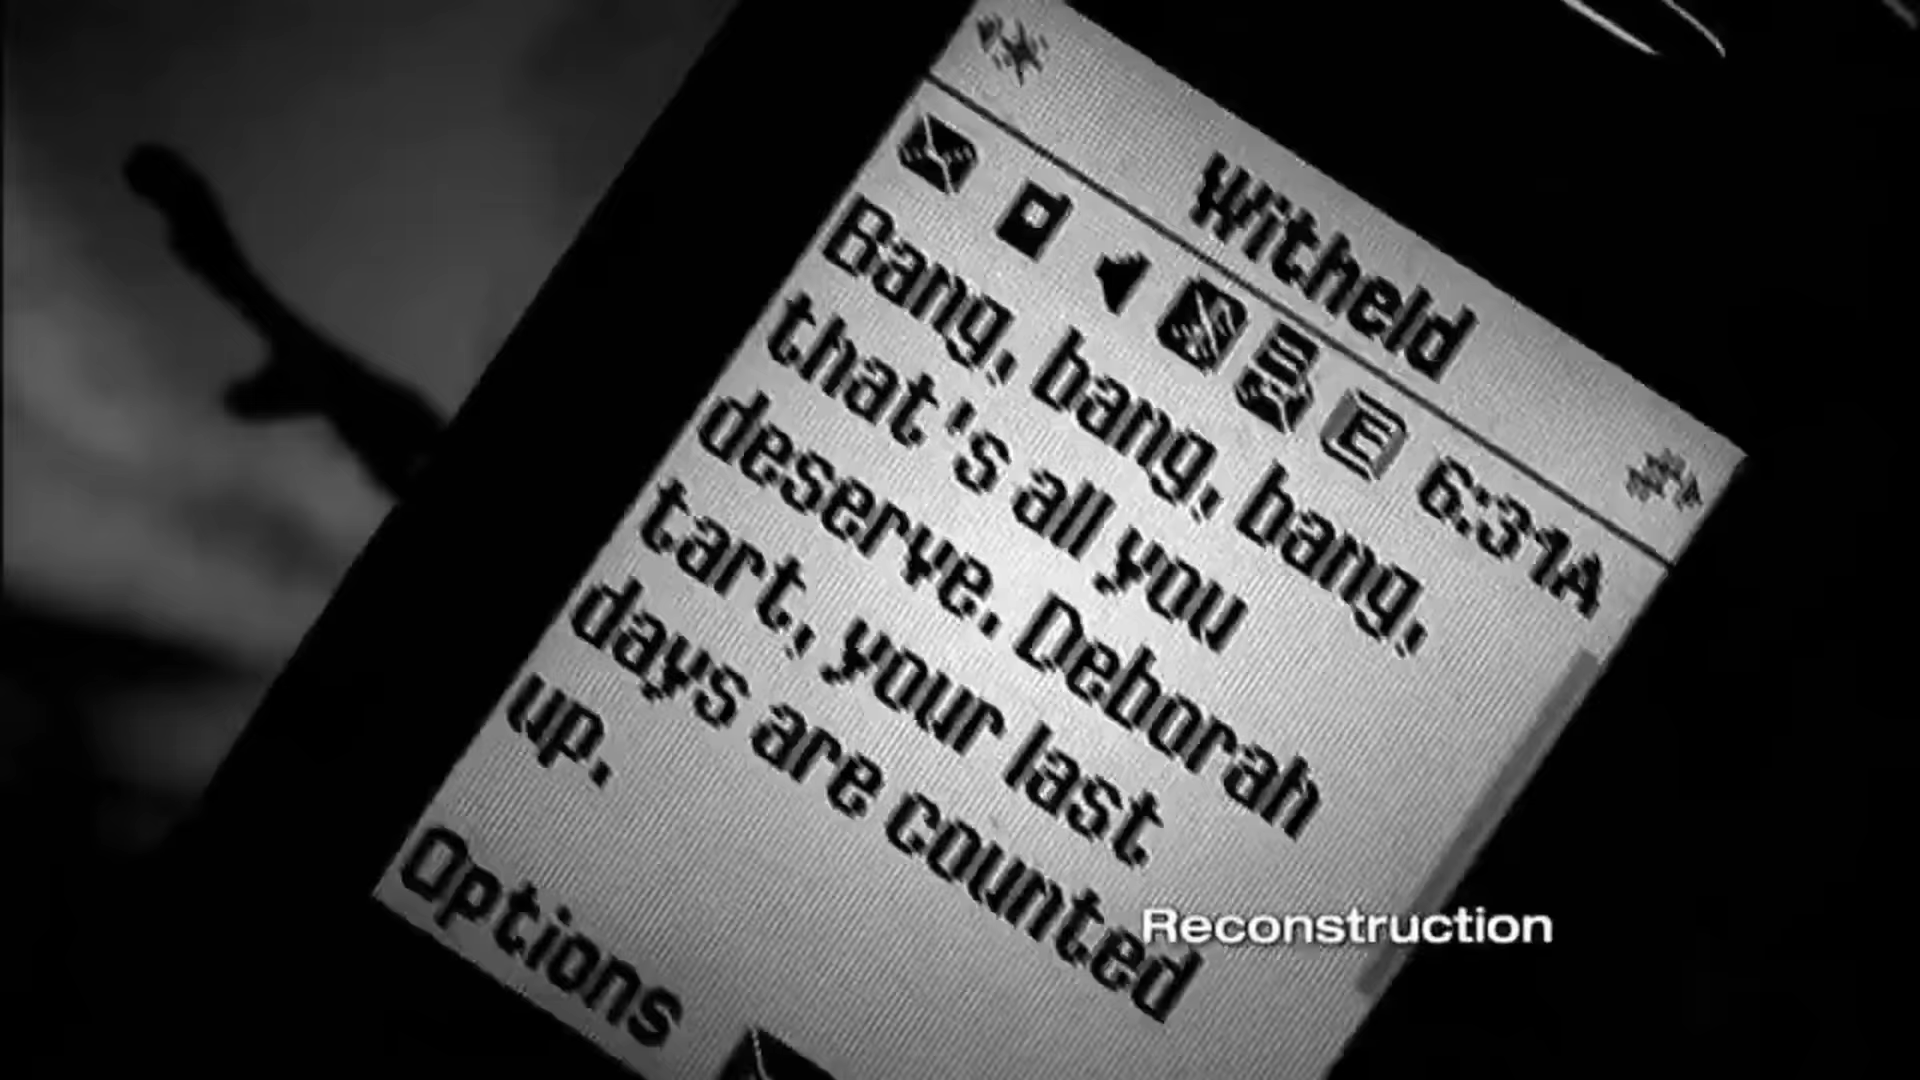 Witheld
6:31A
Bang, bang, bang,
that's all you
deserve. Deborah
tart, your last
days are counted
up.
Options
Reconstruction